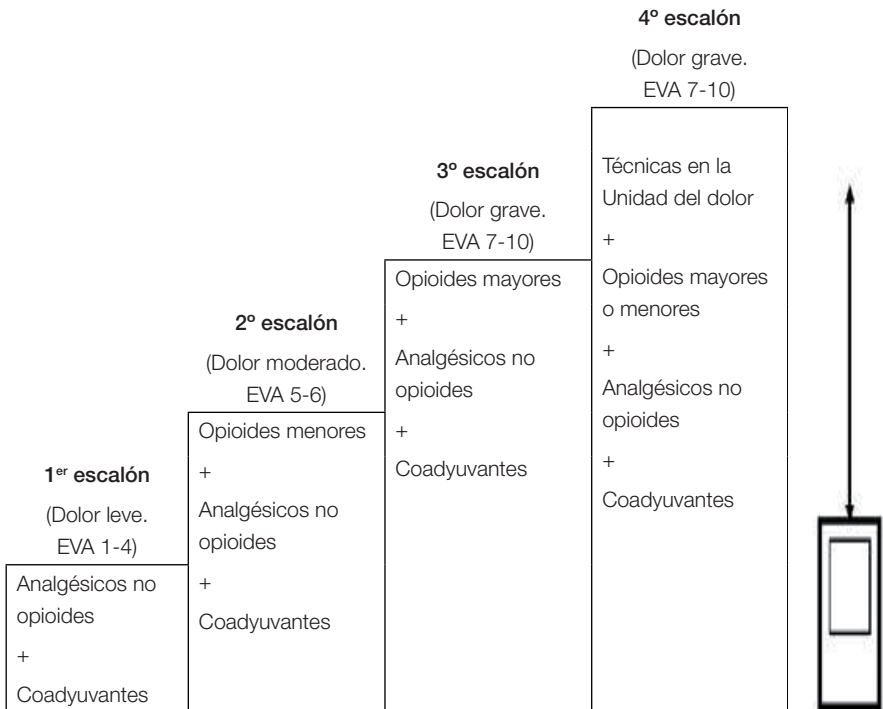 1er escalón
(Dolor leve.
EVA 1-4)
Analgésicos no
opioides
+
Coadyuvantes
2º escalón
(Dolor moderado.
EVA 5-6)
Opioides menores
+
Analgésicos no
opioides
+
Coadyuvantes
3º escalón
(Dolor grave.
EVA 7-10)
Opioides mayores
+
Analgésicos no
opioides
+
Coadyuvantes
4º escalón
(Dolor grave.
EVA 7-10)
Técnicas en la
Unidad del dolor
+
Opioides mayores
o menores
+
Analgésicos no
opioides
+
Coadyuvantes